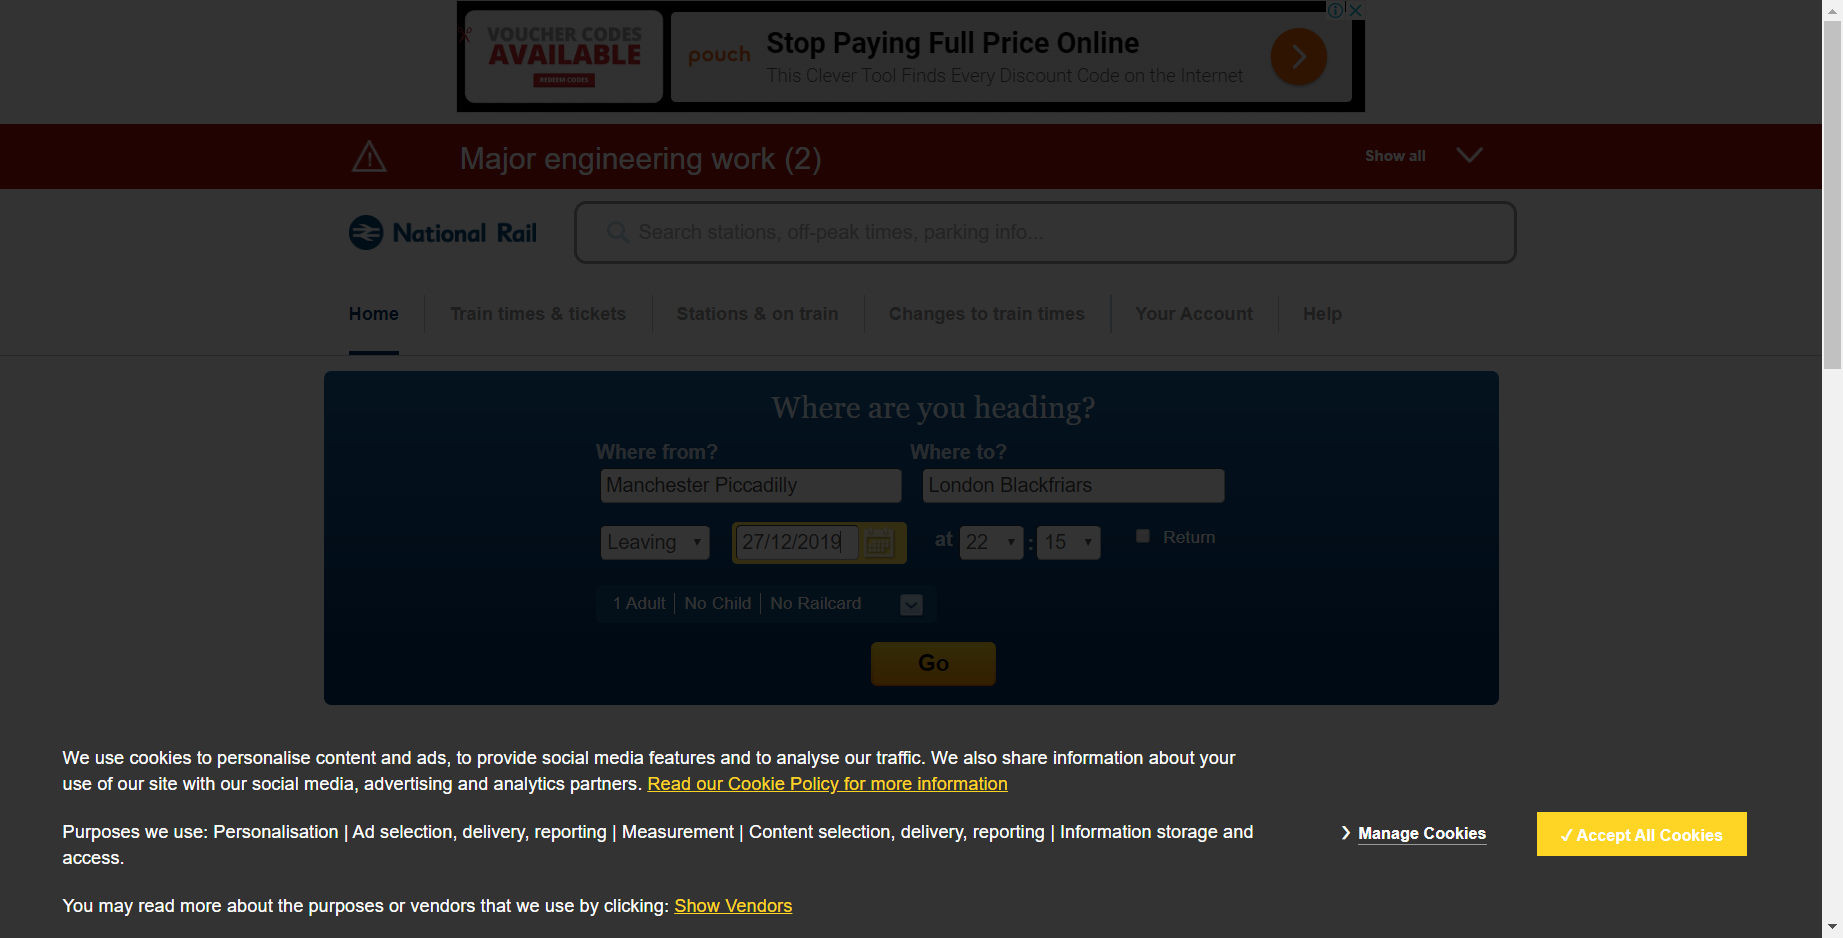 VOUCHER CODES
AVAILABLE
REDEEM CODES
pouch
Stop Paying Full Price Online
This Clever Tool Finds Every Discount Code on the Internet
Major engineering work (2)
Show all
National Rail
Search stations, off-peak times, parking info...
Home
Train times & tickets
Stations & on train
Changes to train times
Your Account
Help
Where are you heading?
Where from?
Where to?
Manchester Piccadilly
London Blackfriars
Leaving
27/12/2019
at
22
:
15
Return
1 Adult | No Child | No Railcard
Go
We use cookies to personalise content and ads, to provide social media features and to analyse our traffic. We also share information about your
use of our site with our social media, advertising and analytics partners. Read our Cookie Policy for more information
Purposes we use: Personalisation | Ad selection, delivery, reporting | Measurement | Content selection, delivery, reporting | Information storage and
access.
Manage Cookies
✓ Accept All Cookies
You may read more about the purposes or vendors that we use by clicking: Show Vendors